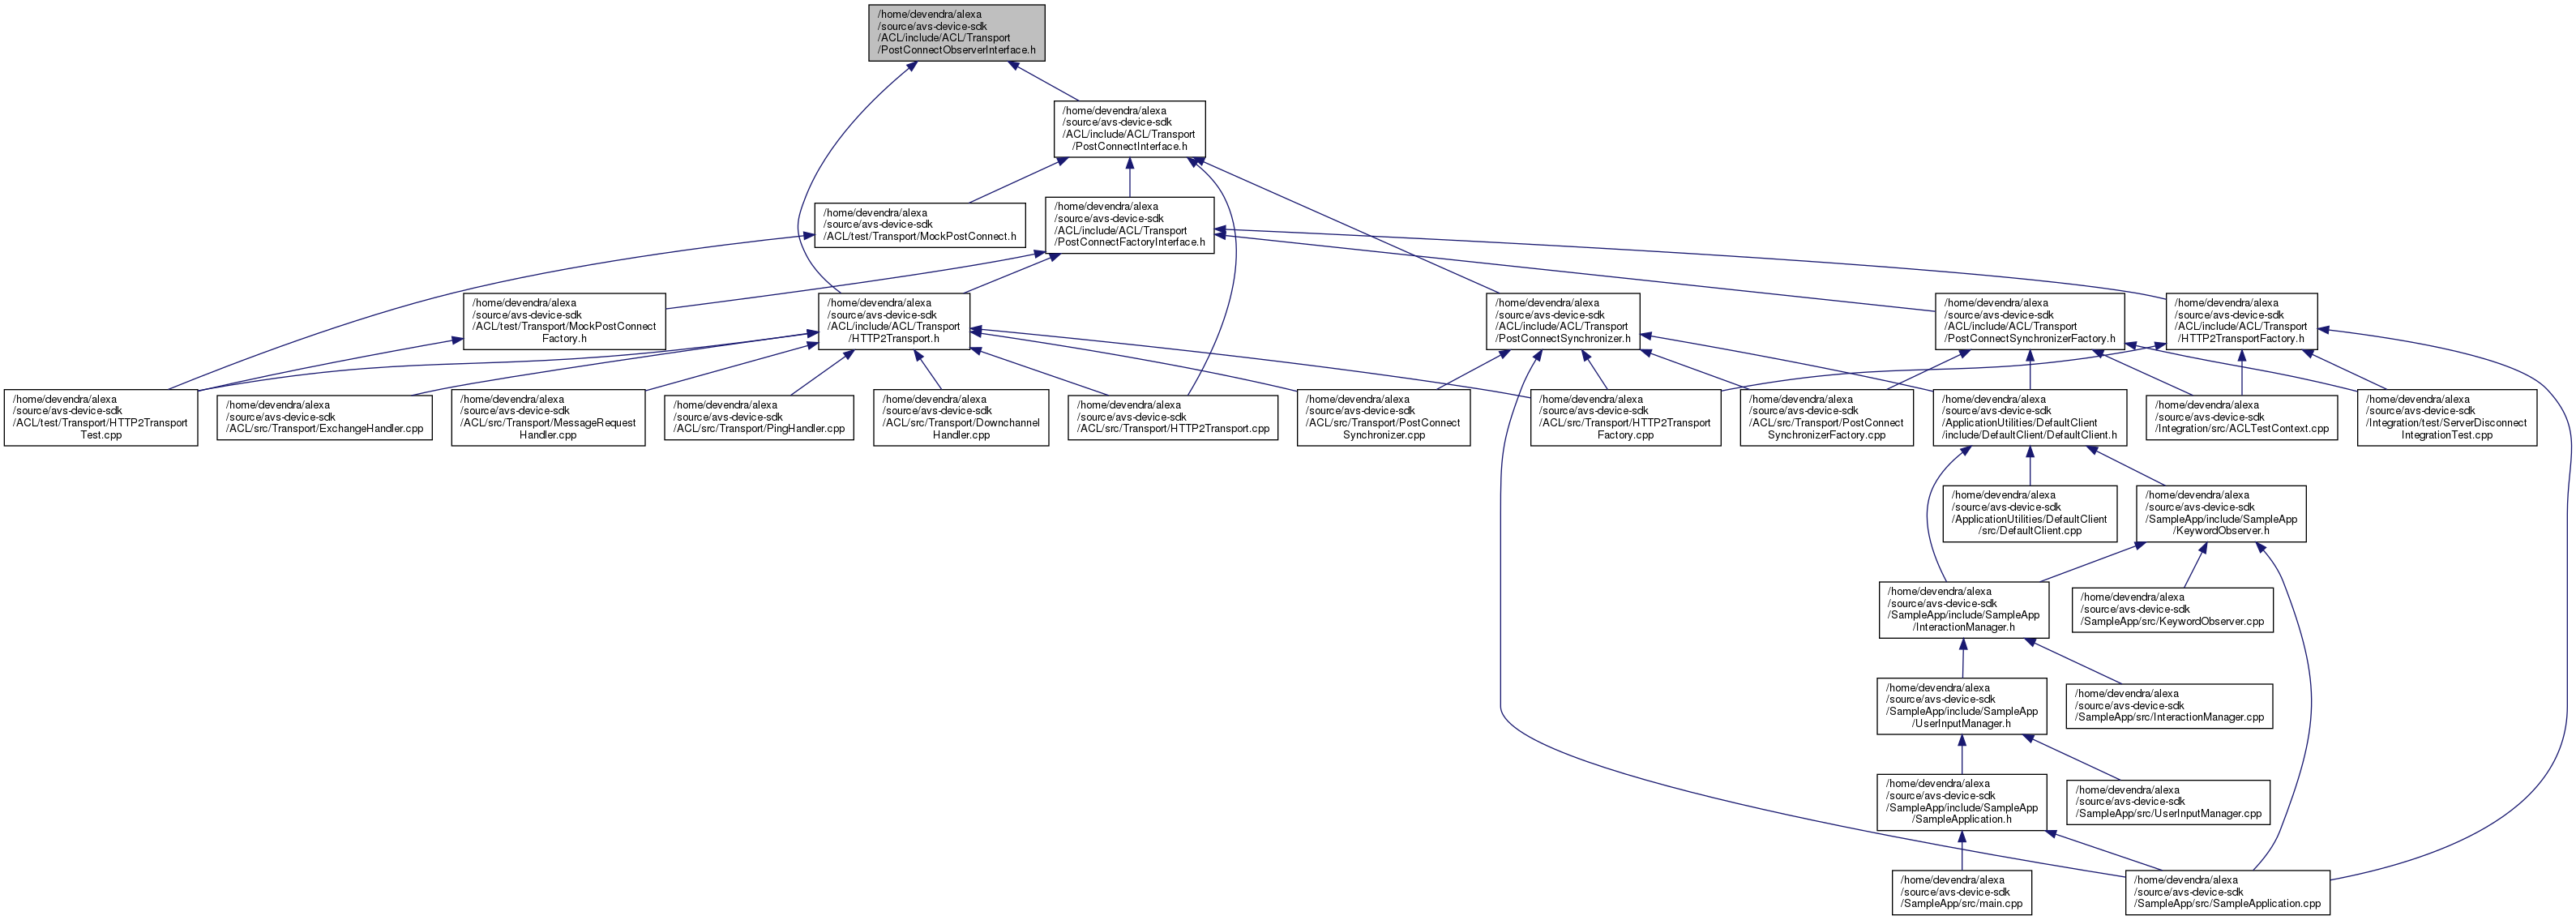 /home/devendra/alexa
/source/avs-device-sdk
/ACL/include/ACL/Transport
/PostConnectObserverInterface.h
/home/devendra/alexa
/source/avs-device-sdk
/ACL/include/ACL/Transport
/PostConnectInterface.h
/home/devendra/alexa
/source/avs-device-sdk
/ACL/test/Transport/MockPostConnect.h
/home/devendra/alexa
/source/avs-device-sdk
/ACL/include/ACL/Transport
/PostConnectFactoryInterface.h
/home/devendra/alexa
/source/avs-device-sdk
/ACL/test/Transport/MockPostConnect
Factory.h
/home/devendra/alexa
/source/avs-device-sdk
/ACL/include/ACL/Transport
/HTTP2Transport.h
/home/devendra/alexa
/source/avs-device-sdk
/ACL/include/ACL/Transport
/PostConnectSynchronizer.h
/home/devendra/alexa
/source/avs-device-sdk
/ACL/include/ACL/Transport
/PostConnectSynchronizerFactory.h
/home/devendra/alexa
/source/avs-device-sdk
/ACL/include/ACL/Transport
/HTTP2TransportFactory.h
/home/devendra/alexa
/source/avs-device-sdk
/ACL/test/Transport/HTTP2Transport
Test.cpp
/home/devendra/alexa
/source/avs-device-sdk
/ACL/src/Transport/ExchangeHandler.cpp
/home/devendra/alexa
/source/avs-device-sdk
/ACL/src/Transport/MessageRequest
Handler.cpp
/home/devendra/alexa
/source/avs-device-sdk
/ACL/src/Transport/PingHandler.cpp
/home/devendra/alexa
/source/avs-device-sdk
/ACL/src/Transport/Downchannel
Handler.cpp
/home/devendra/alexa
/source/avs-device-sdk
/ACL/src/Transport/HTTP2Transport.cpp
/home/devendra/alexa
/source/avs-device-sdk
/ACL/src/Transport/PostConnect
Synchronizer.cpp
/home/devendra/alexa
/source/avs-device-sdk
/ACL/src/Transport/HTTP2Transport
Factory.cpp
/home/devendra/alexa
/source/avs-device-sdk
/ACL/src/Transport/PostConnect
SynchronizerFactory.cpp
/home/devendra/alexa
/source/avs-device-sdk
/ApplicationUtilities/DefaultClient
/include/DefaultClient/DefaultClient.h
/home/devendra/alexa
/source/avs-device-sdk
/Integration/src/ACLTestContext.cpp
/home/devendra/alexa
/source/avs-device-sdk
/Integration/test/ServerDisconnect
IntegrationTest.cpp
/home/devendra/alexa
/source/avs-device-sdk
/ApplicationUtilities/DefaultClient
/src/DefaultClient.cpp
/home/devendra/alexa
/source/avs-device-sdk
/SampleApp/include/SampleApp
/KeywordObserver.h
/home/devendra/alexa
/source/avs-device-sdk
/SampleApp/include/SampleApp
/InteractionManager.h
/home/devendra/alexa
/source/avs-device-sdk
/SampleApp/src/KeywordObserver.cpp
/home/devendra/alexa
/source/avs-device-sdk
/SampleApp/include/SampleApp
/UserInputManager.h
/home/devendra/alexa
/source/avs-device-sdk
/SampleApp/src/InteractionManager.cpp
/home/devendra/alexa
/source/avs-device-sdk
/SampleApp/include/SampleApp
/SampleApplication.h
/home/devendra/alexa
/source/avs-device-sdk
/SampleApp/src/UserInputManager.cpp
/home/devendra/alexa
/source/avs-device-sdk
/SampleApp/src/main.cpp
/home/devendra/alexa
/source/avs-device-sdk
/SampleApp/src/SampleApplication.cpp